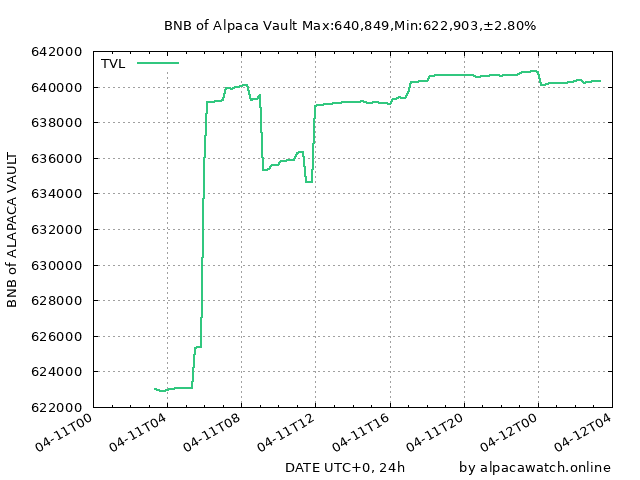 BNB of Alpaca Vault Max:640,849,Min:622,903,±2.80%
TVL
642000
640000
638000
636000
634000
632000
630000
628000
626000
624000
622000
BNB of ALAPACA VAULT
04-11T00
04-11T04
04-11T08
04-11T12
04-11T16
04-11T20
04-12T00
04-12T04
DATE UTC+0, 24h
by alpacawatch.online